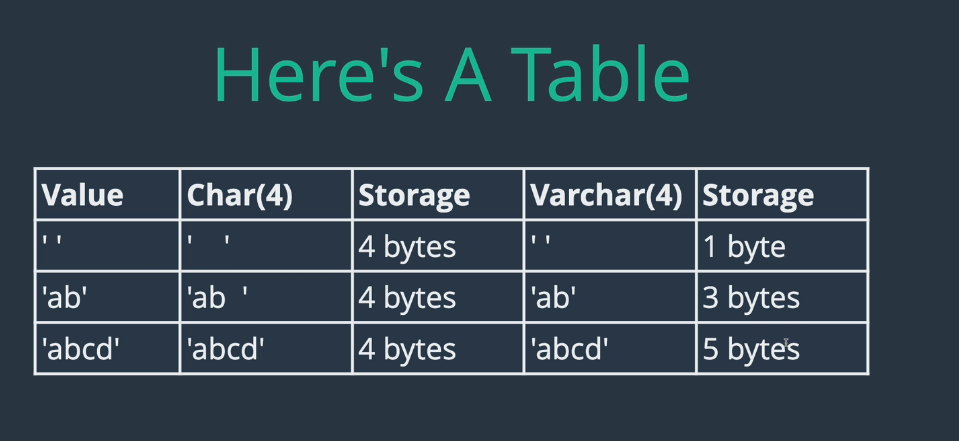 Here's A Table
Value Char(4) Storage Varchar(4) Storage
' ' '    ' 4 bytes ' ' 1 byte
'ab' 'ab  ' 4 bytes 'ab' 3 bytes
'abcd' 'abcd' 4 bytes 'abcd' 5 bytes